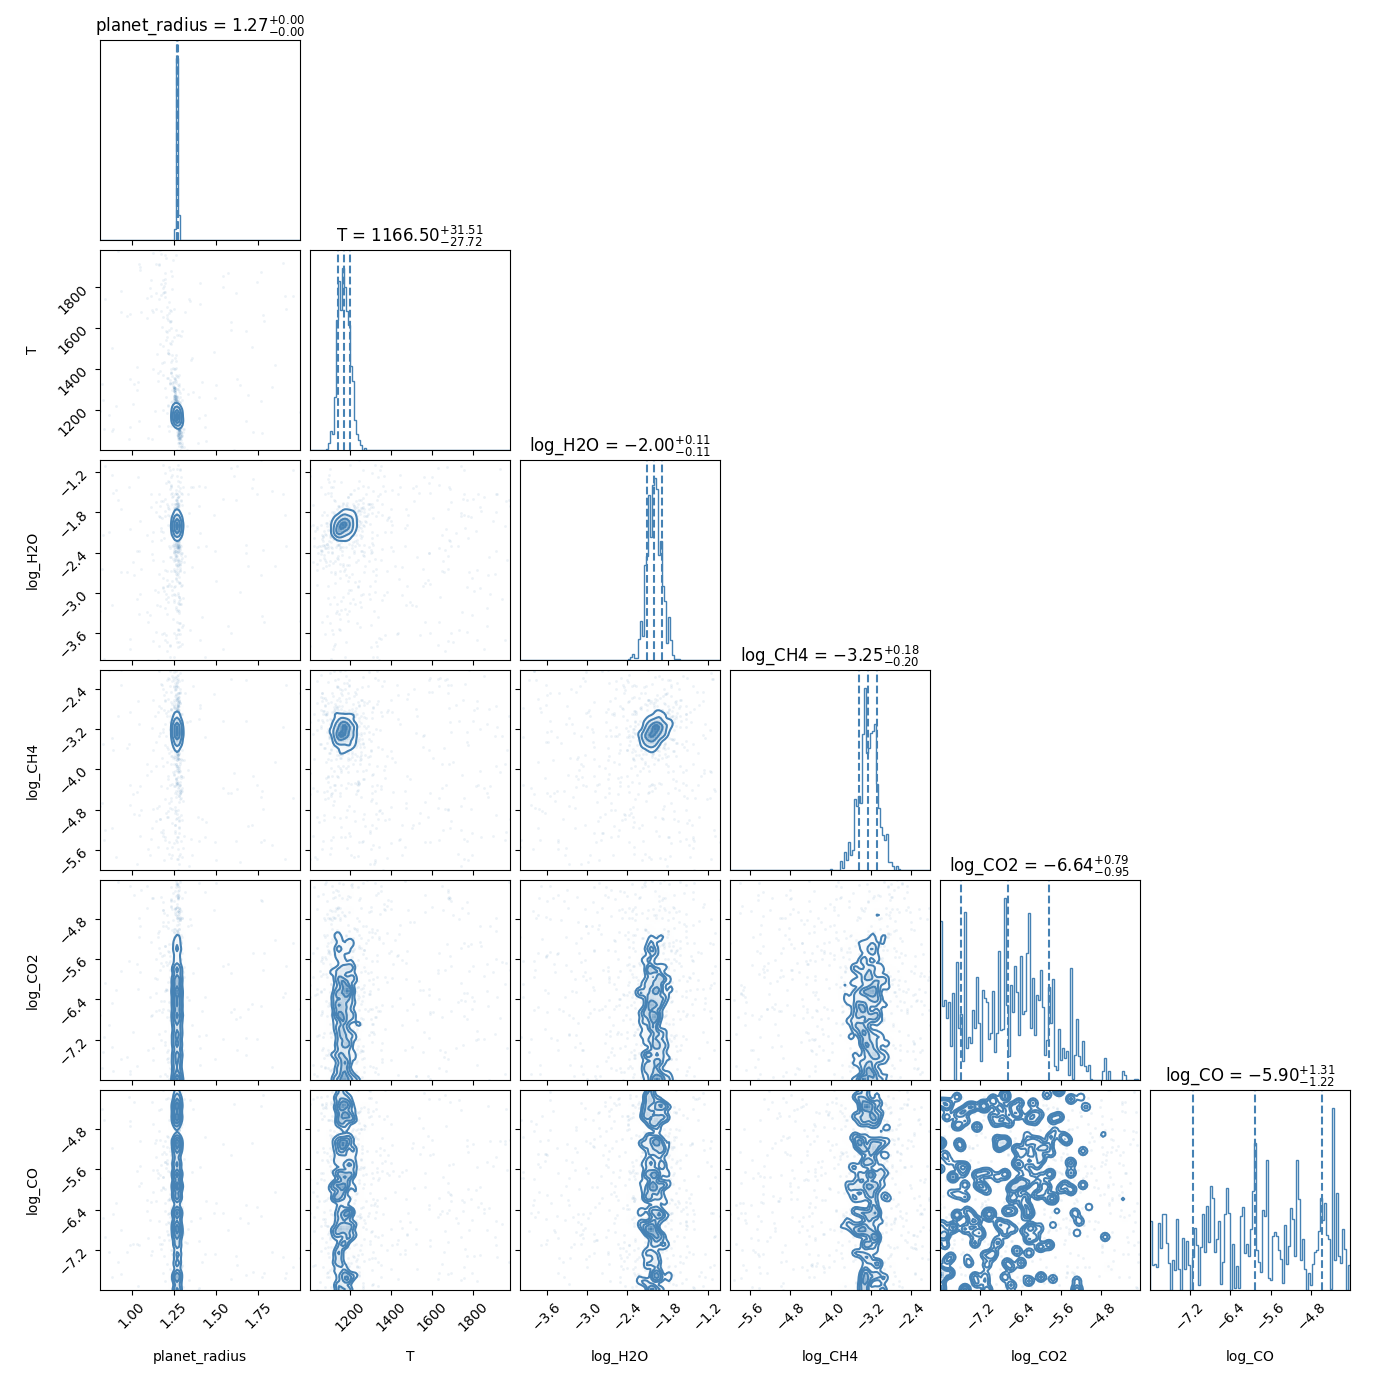 planet_radius = 1.27+0.00 −0.00
T = 1166.50+31.51 −27.72
1800
1600
1400
1200
T
log_H2O = −2.00+0.11 −0.11
−1.2
−1.8
−2.4
−3.0
−3.6
log_H2O
log_CH4 = −3.25+0.18 −0.20
−2.4
−3.2
−4.0
−4.8
−5.6
log_CH4
log_CO2 = −6.64+0.79 −0.95
−4.8
−5.6
−6.4
−7.2
log_CO2
log_CO = −5.90+1.31 −1.22
−4.8
−5.6
−6.4
−7.2
log_CO
1.00 1.25 1.50 1.75 1200 1400 1600 1800 −3.6 −3.0 −2.4 −1.8 −1.2 −5.6 −4.8 −4.0 −3.2 −2.4 −7.2 −6.4 −5.6 −4.8 −7.2 −6.4 −5.6 −4.8
planet_radius T log_H2O log_CH4 log_CO2 log_CO